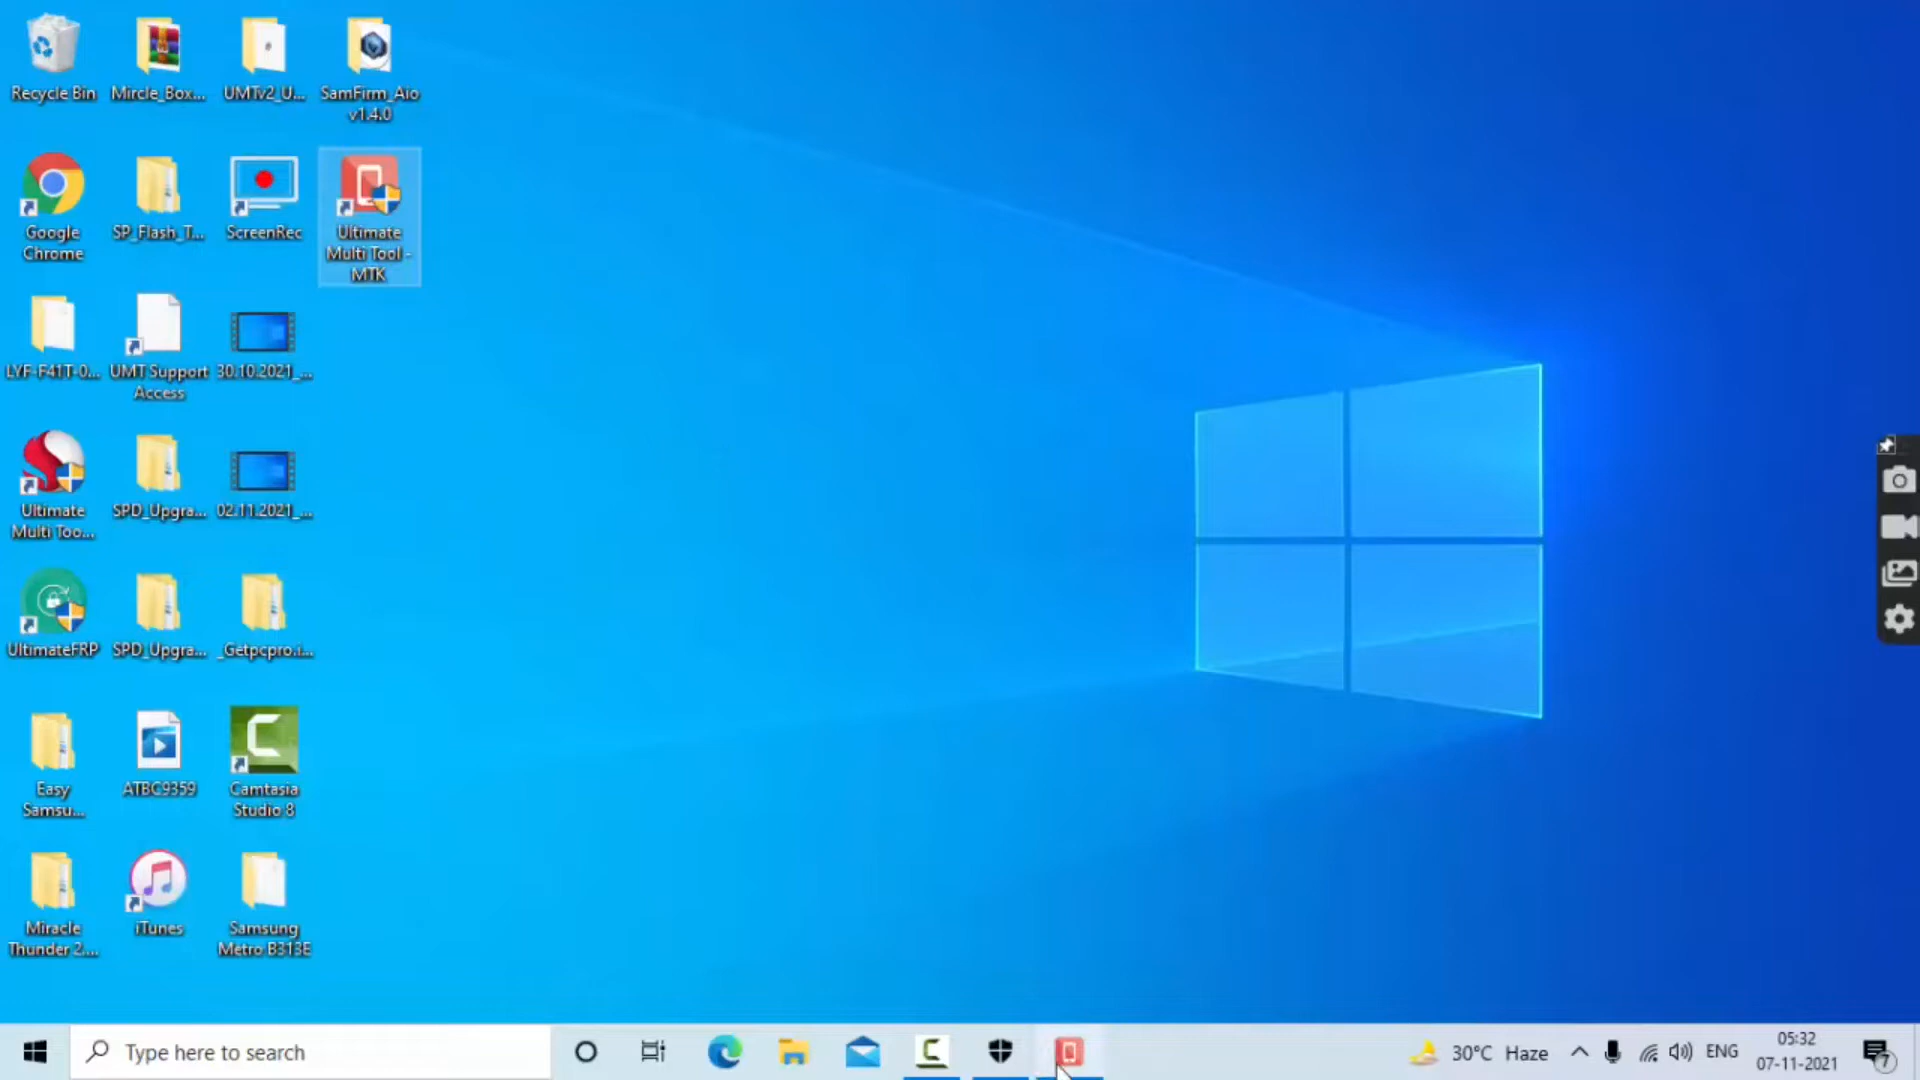 Recycle Bin
Mircle_Box...
UMTv2_U...
SamFirm_Aio
v1.4.0
Google
Chrome
SP_Flash_T...
ScreenRec
Ultimate
Multi Tool -
MTK
LYF-F41T-0...
UMT Support
Access
30.10.2021_...
Ultimate
Multi Too...
SPD_Upgra...
02.11.2021_...
UltimateFRP
SPD_Upgra...
_Getpcpro.i...
Easy
Samsu...
ATBC9359
Camtasia
Studio 8
Miracle
Thunder 2....
iTunes
Samsung
Metro B313E
Type here to search
30°C Haze
ENG
05:32
07-11-2021
7